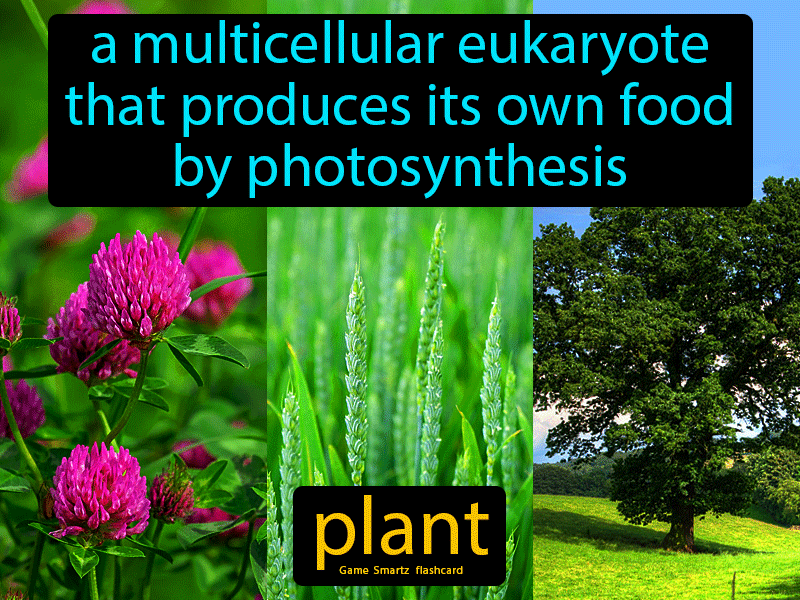 a multicellular eukaryote
that produces its own food
by photosynthesis
plant
Game Smartz flashcard